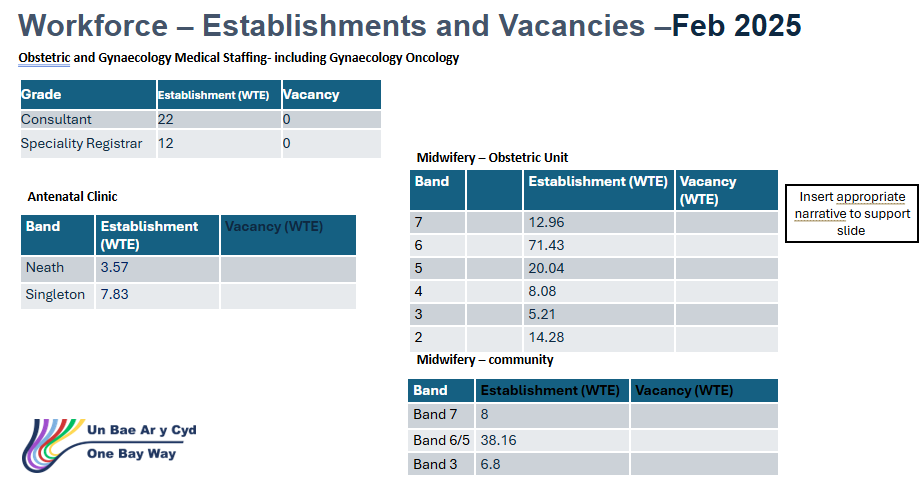 Workforce – Establishments and Vacancies –Feb 2025
Obstetric and Gynaecology Medical Staffing- including Gynaecology Oncology
Grade Establishment (WTE) Vacancy
Consultant 22 0
Speciality Registrar 12 0
Antenatal Clinic
Band Establishment (WTE) Vacancy (WTE)
Neath 3.57
Singleton 7.83
Midwifery – Obstetric Unit
Band Establishment (WTE) Vacancy (WTE)
7 12.96
6 71.43
5 20.04
4 8.08
3 5.21
2 14.28
Midwifery – community
Band Establishment (WTE) Vacancy (WTE)
Band 7 8
Band 6/5 38.16
Band 3 6.8
Insert appropriate
narrative to support
slide
Un Bae Ar y Cyd
One Bay Way